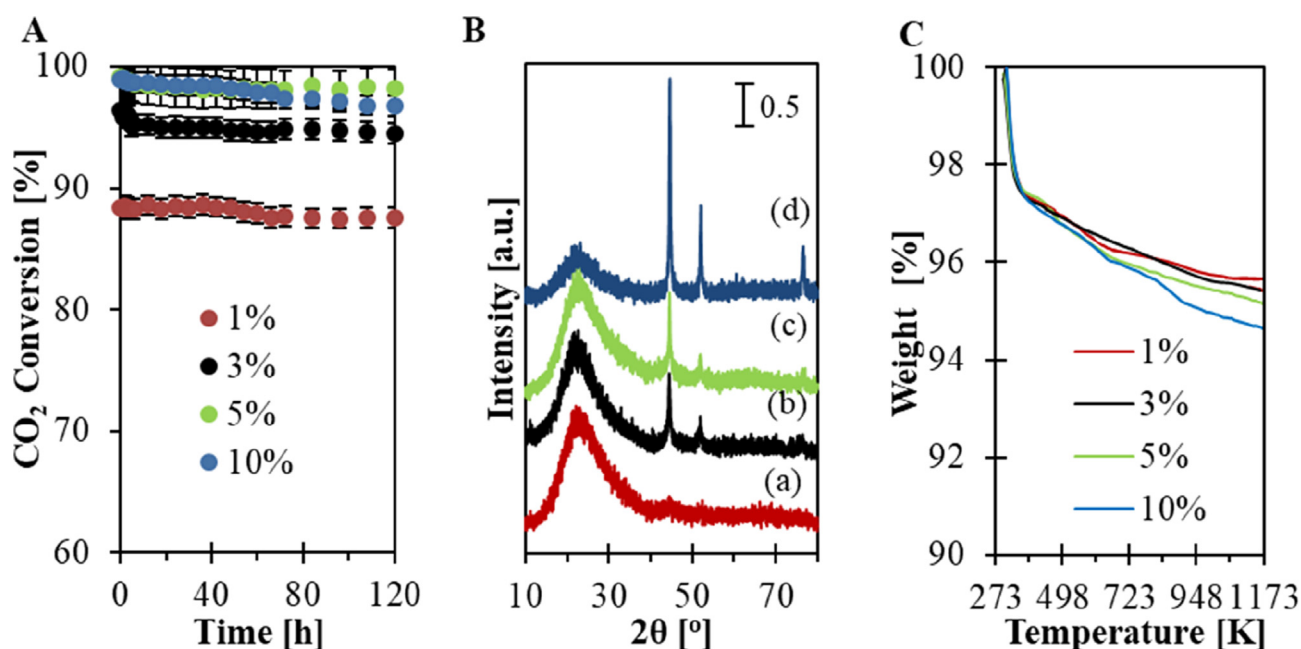 A
CO₂ Conversion [%]
100
90
80
70
60
1%
3%
5%
10%
0 40 80 120
Time [h]
B
Intensity [a.u.]
0.5
(d)
(c)
(b)
(a)
10 30 50 70
2θ [º]
C
Weight [%]
100
98
96
94
92
90
1%
3%
5%
10%
273 498 723 948 1173
Temperature [K]